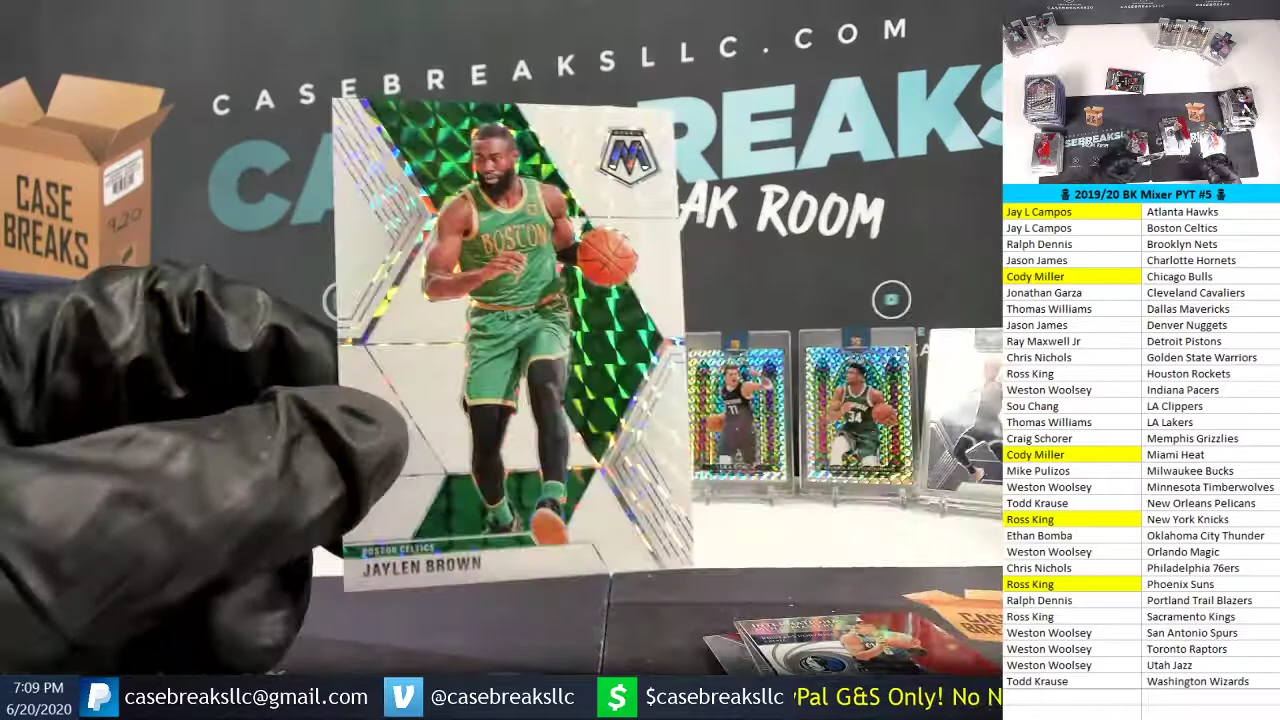 CASEBREAKSLLC.COM
REAKS
AK ROOM
CASE
BREAKS
BOSTON
BOSTON CELTICS
JAYLEN BROWN
11
34
2019/20 BK Mixer PYT #5
Jay L Campos Atlanta Hawks
Jay L Campos Boston Celtics
Ralph Dennis Brooklyn Nets
Jason James Charlotte Hornets
Cody Miller Chicago Bulls
Jonathan Garza Cleveland Cavaliers
Thomas Williams Dallas Mavericks
Jason James Denver Nuggets
Ray Maxwell Jr Detroit Pistons
Chris Nichols Golden State Warriors
Ross King Houston Rockets
Weston Woolsey Indiana Pacers
Sou Chang LA Clippers
Thomas Williams LA Lakers
Craig Schorer Memphis Grizzlies
Cody Miller Miami Heat
Mike Pulizos Milwaukee Bucks
Weston Woolsey Minnesota Timberwolves
Todd Krause New Orleans Pelicans
Ross King New York Knicks
Ethan Bomba Oklahoma City Thunder
Weston Woolsey Orlando Magic
Chris Nichols Philadelphia 76ers
Ross King Phoenix Suns
Ralph Dennis Portland Trail Blazers
Ross King Sacramento Kings
Weston Woolsey San Antonio Spurs
Weston Woolsey Toronto Raptors
Weston Woolsey Utah Jazz
Todd Krause Washington Wizards
7:09 PM
6/20/2020
casebreaksllc@gmail.com @casebreaksllc $casebreaksllc yPal G&S Only! No N